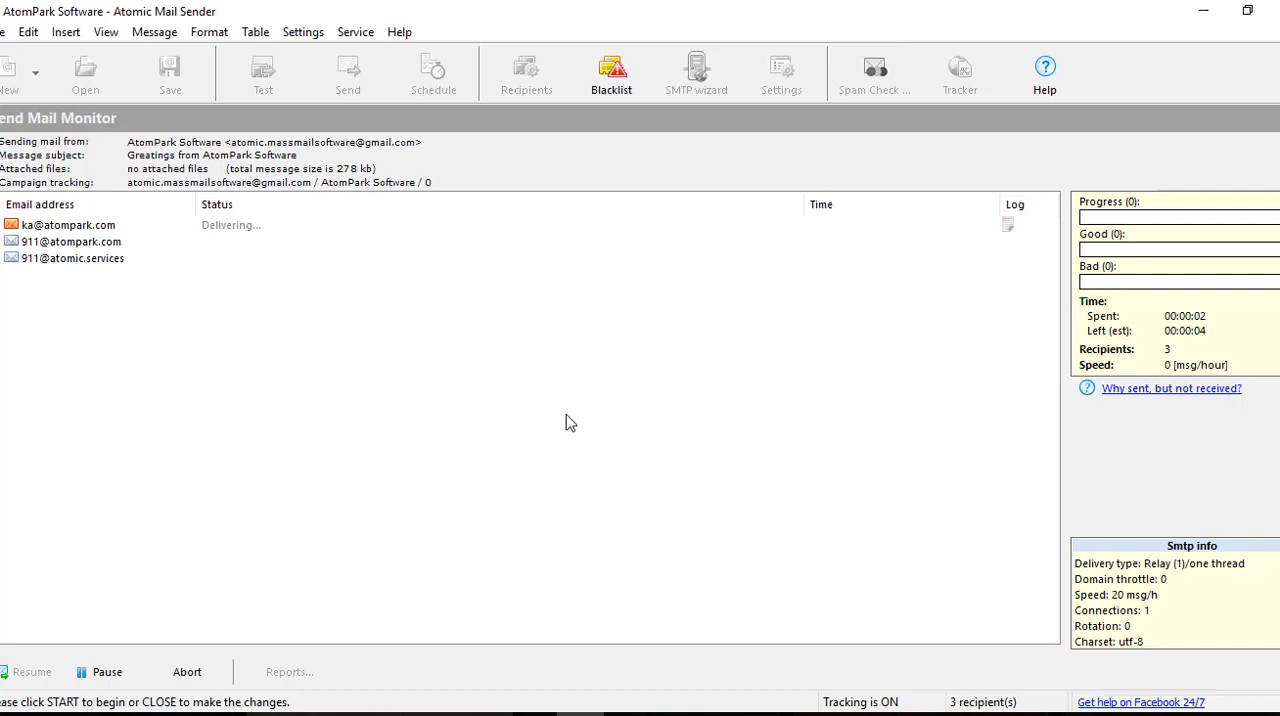 AtomPark Software - Atomic Mail Sender
e Edit Insert View Message Format Table Settings Service Help
New Open Save Test Send Schedule Recipients Blacklist SMTP wizard Settings Spam Check ... Tracker Help
end Mail Monitor
Sending mail from: AtomPark Software <atomic.massmailsoftware@gmail.com>
Message subject: Greatings from AtomPark Software
Attached files: no attached files (total message size is 278 kb)
Campaign tracking: atomic.massmailsoftware@gmail.com / AtomPark Software / 0
Email address Status Time Log
ka@atompark.com Delivering...
911@atompark.com
911@atomic.services
Progress (0):
Good (0):
Bad (0):
Time:
Spent: 00:00:02
Left (est): 00:00:04
Recipients: 3
Speed: 0 [msg/hour]
Why sent, but not received?
Smtp info
Delivery type: Relay (1)/one thread
Domain throttle: 0
Speed: 20 msg/h
Connections: 1
Rotation: 0
Charset: utf-8
Resume Pause Abort Reports...
ease click START to begin or CLOSE to make the changes. Tracking is ON 3 recipient(s) Get help on Facebook 24/7